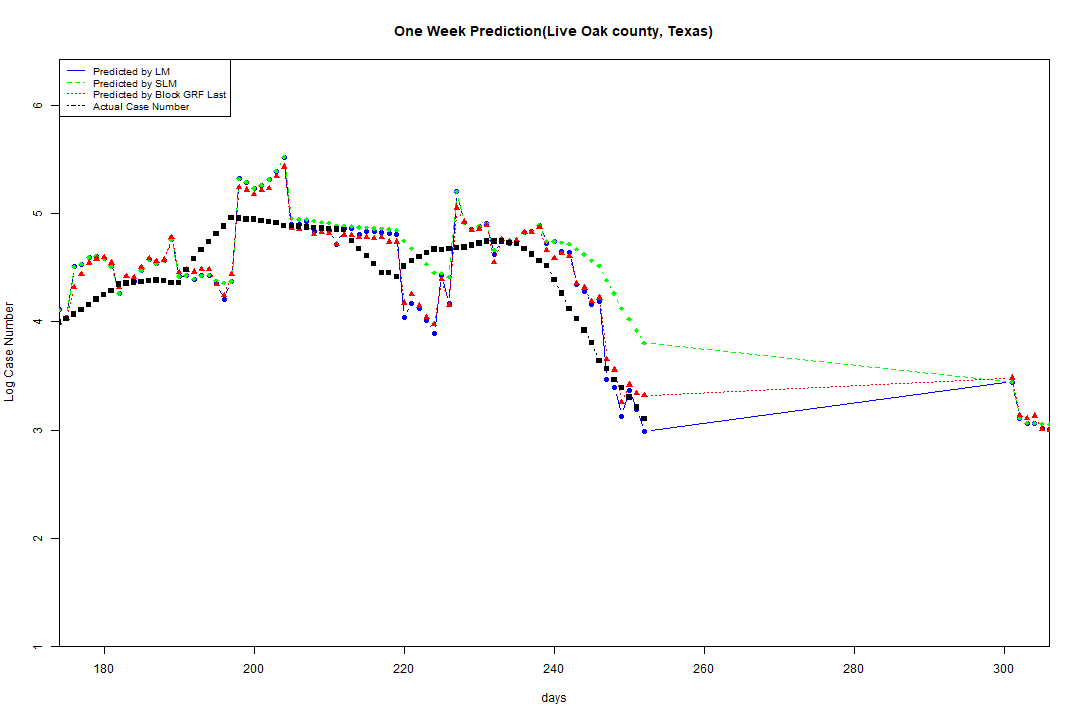 One Week Prediction(Live Oak county, Texas)
Predicted by LM
Predicted by SLM
Predicted by Block GRF Last
Actual Case Number
6
5
4
3
2
1
Log Case Number
180 200 220 240 260 280 300
days